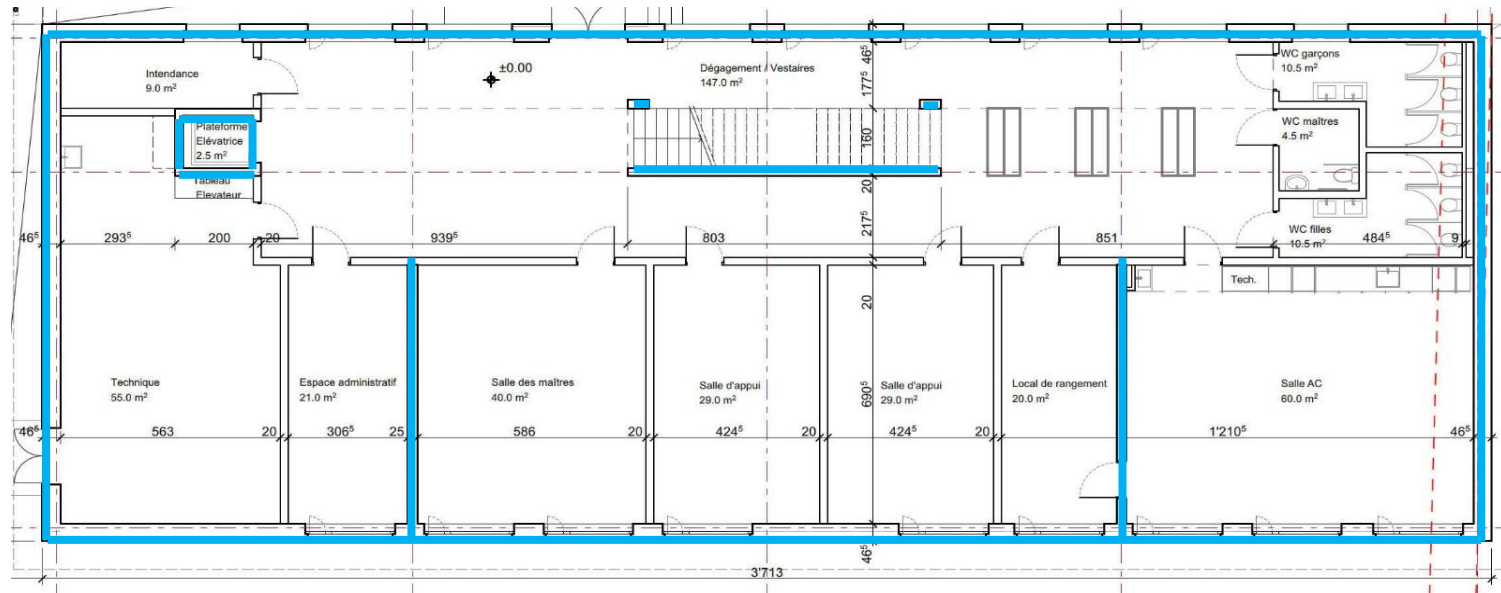 Intendance
9.0 m²
±0.00
Dégagement / Vestaires
147.0 m²
46⁵
177⁵
WC garçons
10.5 m²
Plateforme
Elévatrice
2.5 m²
160
WC maîtres
4.5 m²
Tableau
Elevateur
20
217⁵
WC filles
10.5 m²
46⁵
293⁵
200
20
939⁵
803
851
484⁵
9
Tech.
20
Technique
55.0 m²
Espace administratif
21.0 m²
Salle des maîtres
40.0 m²
Salle d'appui
29.0 m²
690⁵
Salle d'appui
29.0 m²
Local de rangement
20.0 m²
Salle AC
60.0 m²
46⁵
563
20
306⁵
25
586
20
424⁵
20
424⁵
20
1'210⁵
46⁵
46⁵
3'713